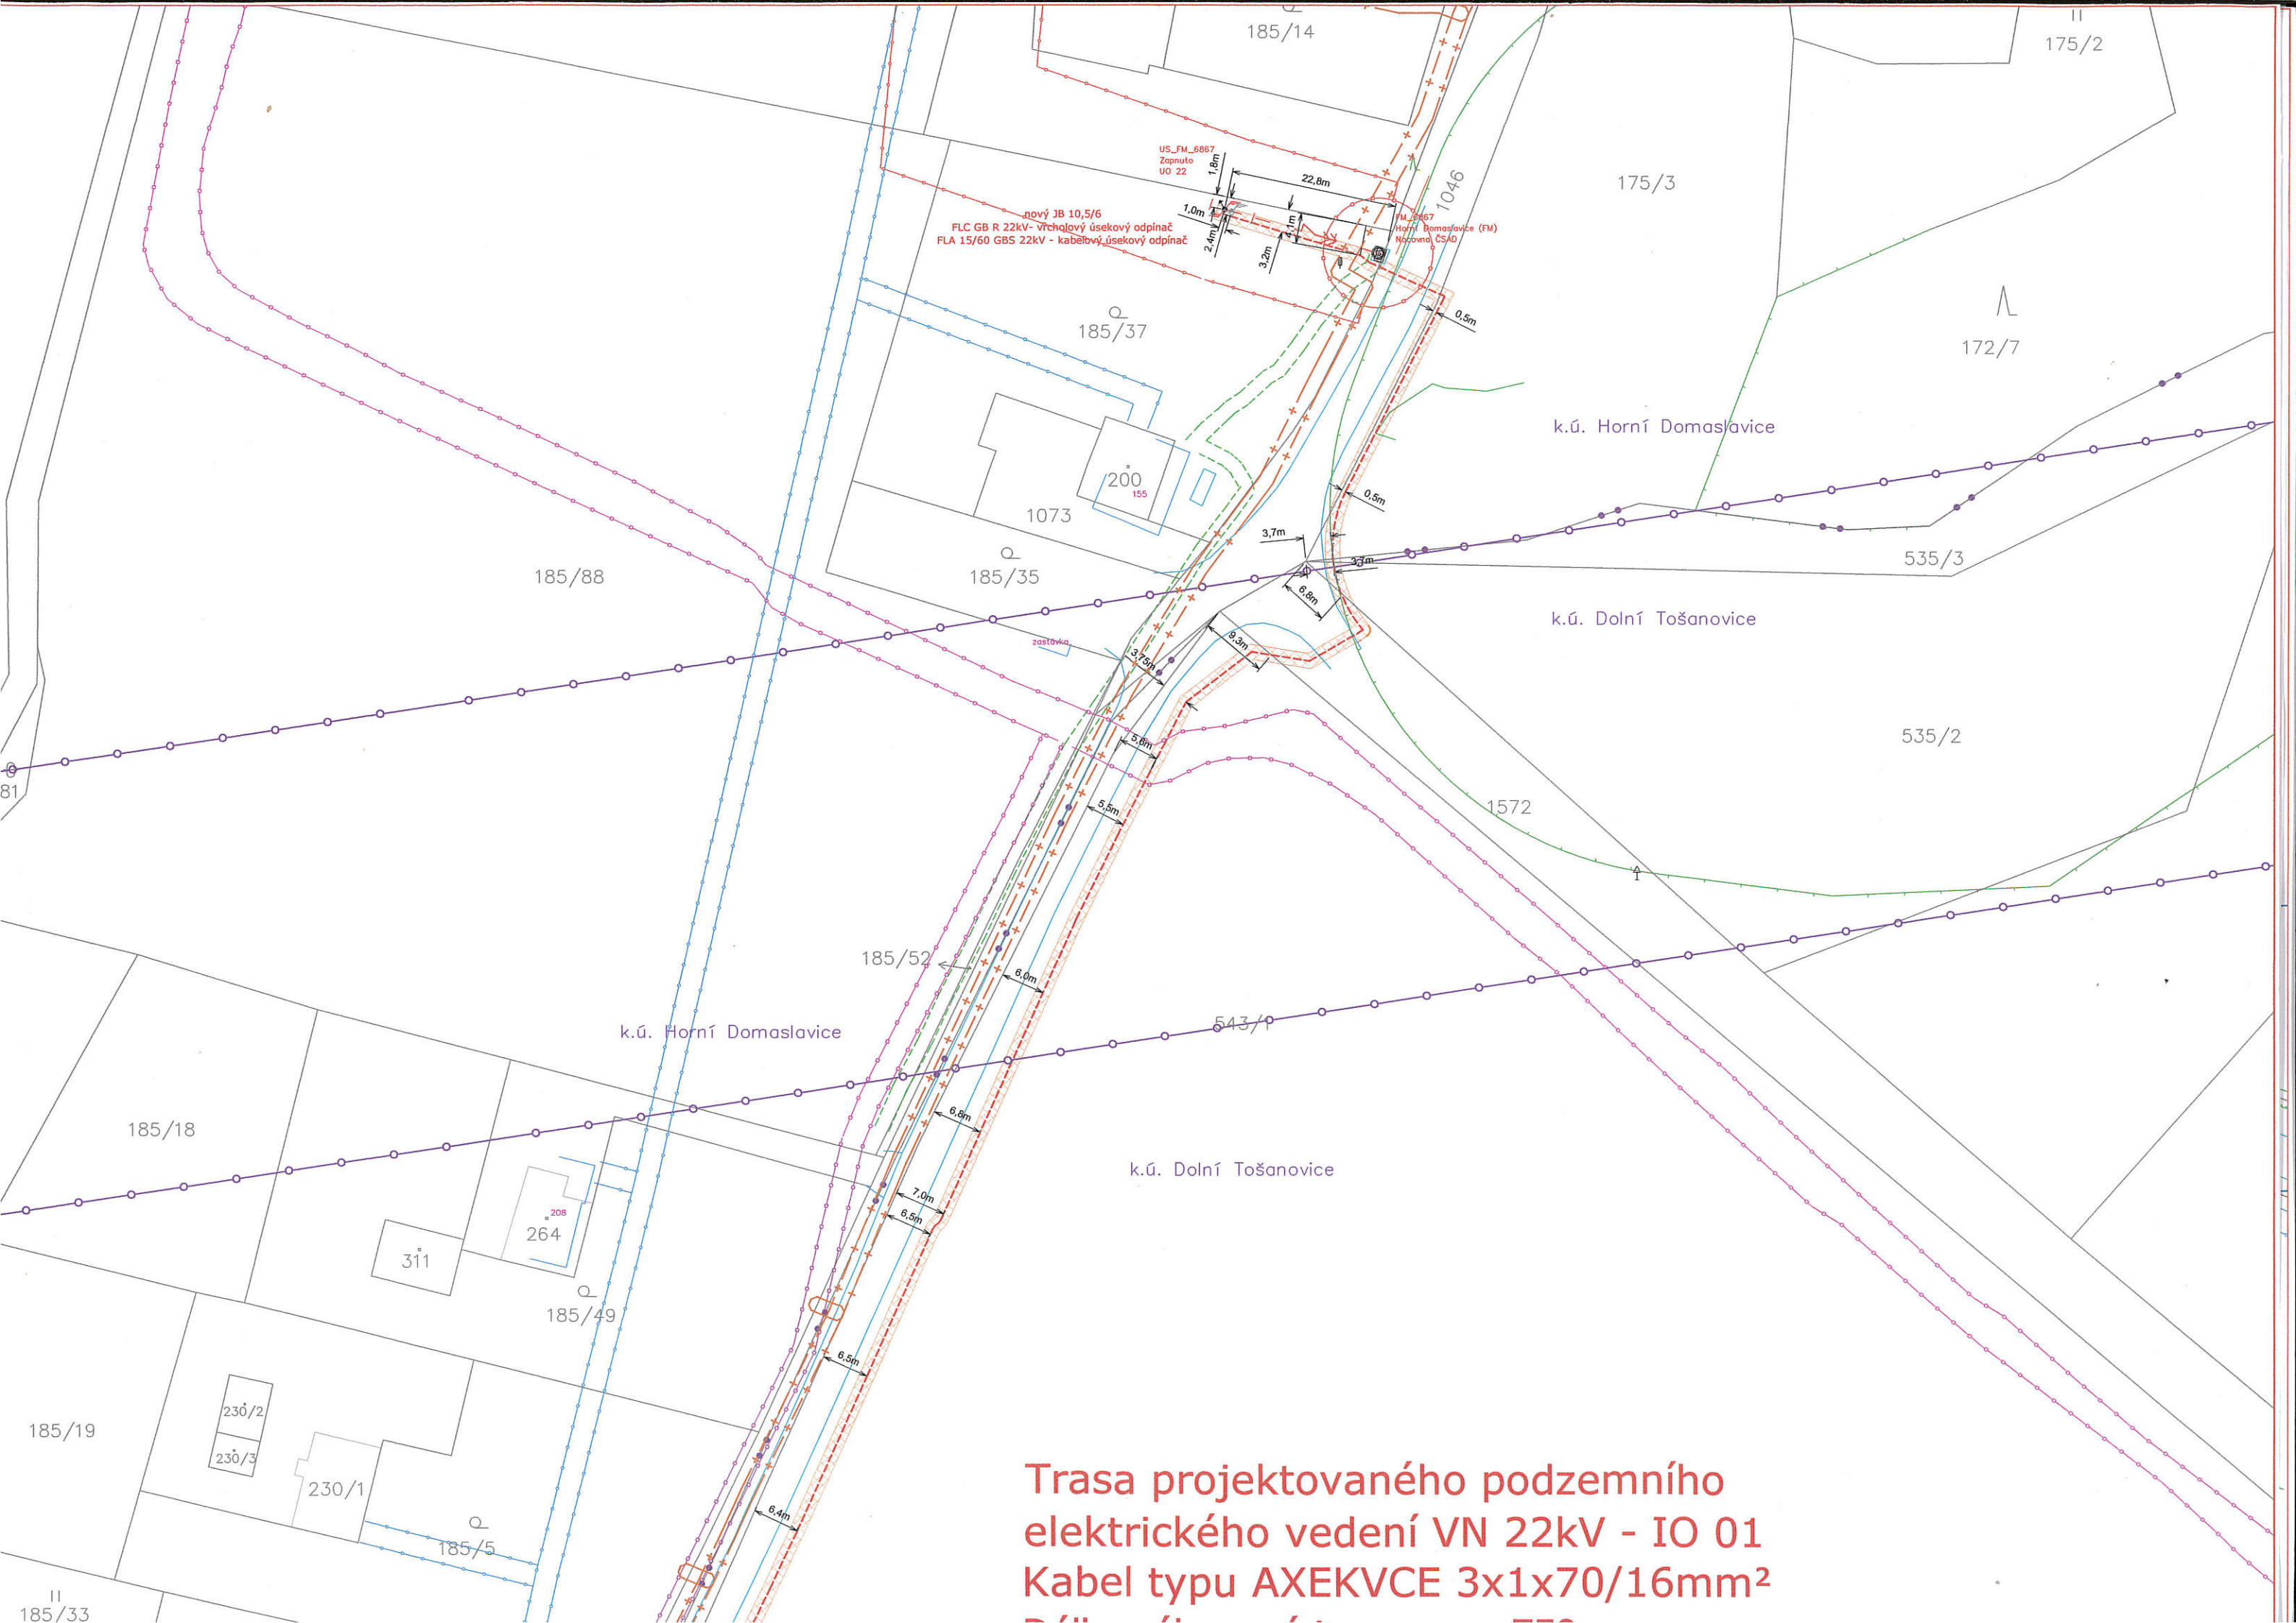 185/14
175/2
US_FM_6867
Zapnuto
UO 22
1,8m
22,8m
175/3
1046
1,0m
nový JB 10,5/6
FLC GB R 22kV- vrcholový úsekový odpínač
FLA 15/60 GBS 22kV - kabelový úsekový odpínač
2,4m
4,1m
3,2m
FM_6867
Horní Domaslavice (FM)
0,5m
185/37
172/7
k.ú. Horní Domaslavice
200
155
1073
0,5m
3,7m
3,7m
535/3
185/88
185/35
6,8m
k.ú. Dolní Tošanovice
zastávka
9,3m
3,75m
535/2
5,6m
81
5,5m
1572
185/52
6,0m
543/1
k.ú. Horní Domaslavice
6,8m
185/18
k.ú. Dolní Tošanovice
7,0m
6,5m
208
264
311
185/49
6,5m
230/2
185/19
230/3
230/1
6,4m
185/5
185/33
Trasa projektovaného podzemního
elektrického vedení VN 22kV - IO 01
Kabel typu AXEKVCE 3x1x70/16mm²